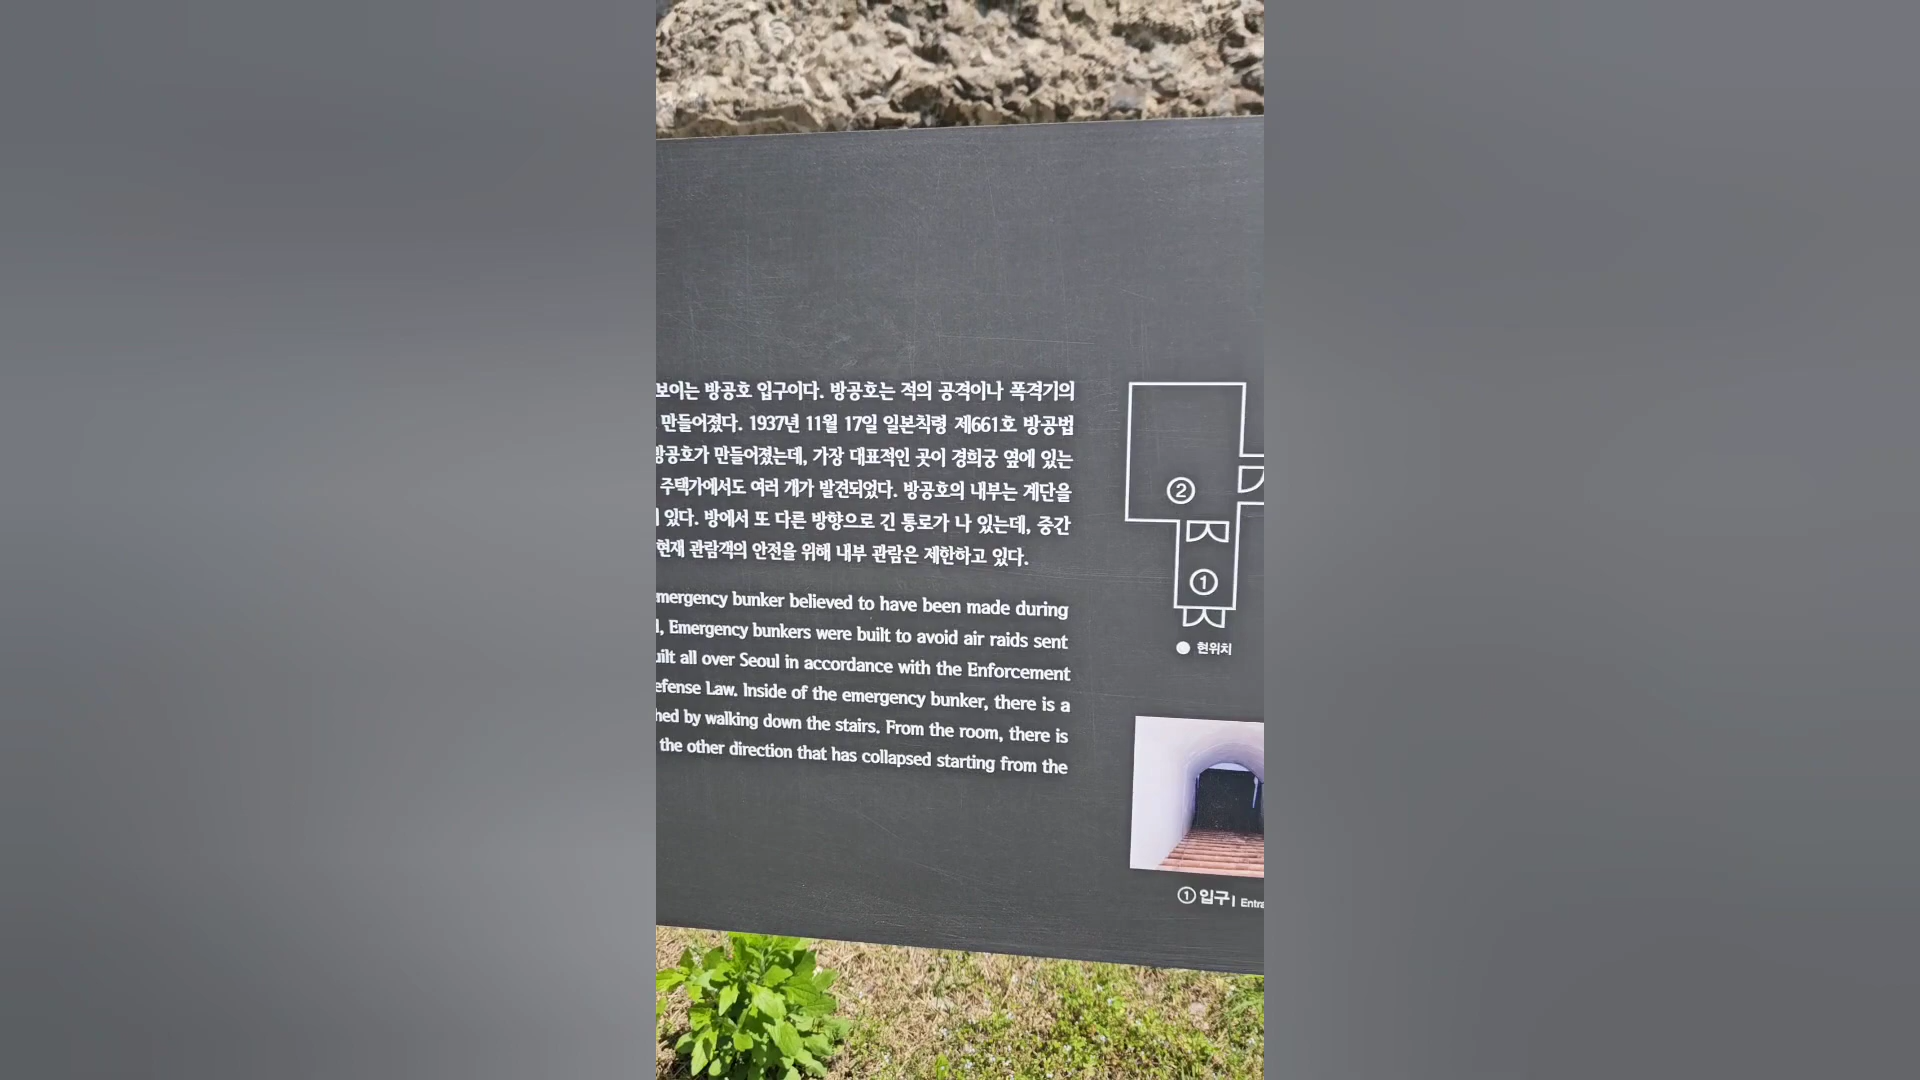 보이는 방공호 입구이다. 방공호는 적의 공격이나 폭격기의
만들어졌다. 1937년 11월 17일 일본칙령 제661호 방공법
방공호가 만들어졌는데, 가장 대표적인 곳이 경희궁 옆에 있는
주택가에서도 여러 개가 발견되었다. 방공호의 내부는 계단을
있다. 방에서 또 다른 방향으로 긴 통로가 나 있는데, 중간
현재 관람객의 안전을 위해 내부 관람은 제한하고 있다.
mergency bunker believed to have been made during
, Emergency bunkers were built to avoid air raids sent
uilt all over Seoul in accordance with the Enforcement
efense Law. Inside of the emergency bunker, there is a
hed by walking down the stairs. From the room, there is
the other direction that has collapsed starting from the
②
①
● 현위치
① 입구 | Entra